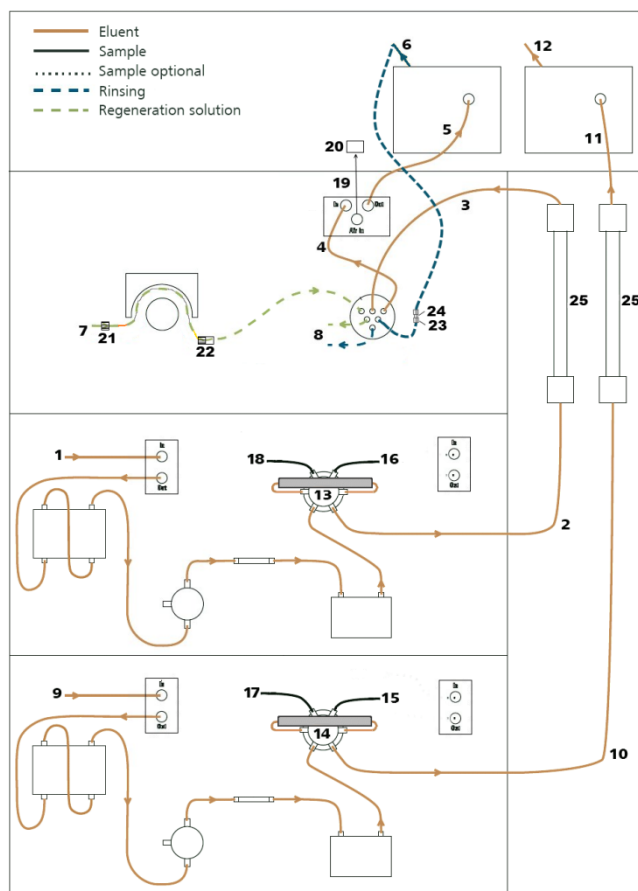 Eluent
Sample
Sample optional
Rinsing
Regeneration solution
6
12
5
11
20
19
In
Out
Air in
3
4
24
23
25
25
7
21
22
8
1
In
Out
18
16
13
In
Out
2
9
In
Out
17
15
14
In
Out
10